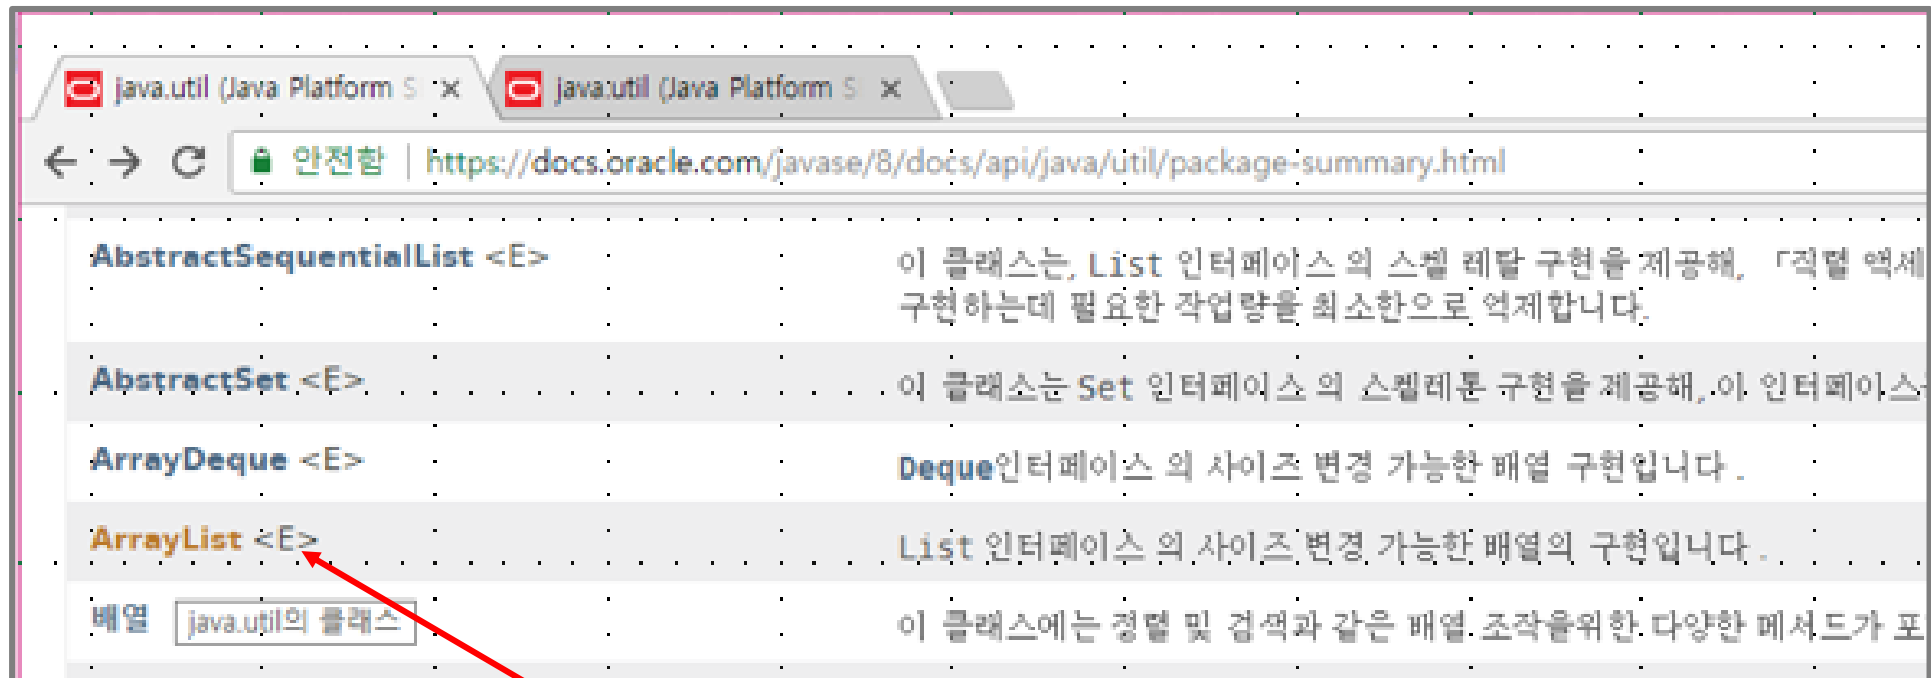 java.util (Java Platform S
java.util (Java Platform S
안전함 | https://docs.oracle.com/javase/8/docs/api/java/util/package-summary.html
AbstractSequentialList <E>
이 클래스는, List 인터페이스 의 스켈 레탈 구현을 제공해, 「직렬 액세
구현하는데 필요한 작업량을 최소한으로 억제합니다.
AbstractSet <E>
이 클래스는 Set 인터페이스 의 스켈레톤 구현을 제공해, 이 인터페이스
ArrayDeque <E>
Deque인터페이스 의 사이즈 변경 가능한 배열 구현입니다 .
ArrayList <E>
List 인터페이스 의 사이즈 변경 가능한 배열의 구현입니다 .
배열 java.util의 클래스
이 클래스에는 정렬 및 검색과 같은 배열 조작을위한 다양한 메서드가 포